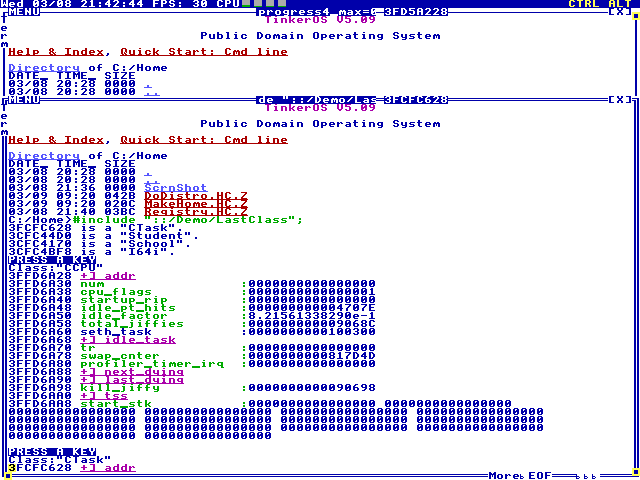 Wed 03/08 21:42:44 FPS: 30 CPU CTRL ALT
MENU progress4_max=0 3FD5A228 [X]
Term
TinkerOS V5.09
Public Domain Operating System
Help & Index, Quick Start: Cmd line
Directory of C:/Home
DATE_ TIME_ SIZE
03/08 20:28 0000 .
03/08 20:28 0000 ..
MENU de "::/Demo/Las 3FCFC628 [X]
Term
TinkerOS V5.09
Public Domain Operating System
Help & Index, Quick Start: Cmd line
Directory of C:/Home
DATE_ TIME_ SIZE
03/08 20:28 0000 .
03/08 20:28 0000 ..
03/08 21:36 0000 ScrnShot
03/09 09:20 042B DoDistro.HC.Z
03/09 09:20 020C MakeHome.HC.Z
03/08 21:40 03BC Registry.HC.Z
C:/Home>#include "::/Demo/LastClass";
3FCFC628 is a "CTask".
3CFC44D0 is a "Student".
3CFC4170 is a "School".
3CFC4BF8 is a "I64i".
PRESS A KEY
Class:"CCPU"
3FFD6A28 +] addr
3FFD6A30 num :0000000000000000
3FFD6A38 cpu_flags :0000000000000001
3FFD6A40 startup_rip :0000000000000000
3FFD6A48 idle_pt_hits :000000000004707E
3FFD6A50 idle_factor :8.21561338290e-1
3FFD6A58 total_jiffies :000000000009068C
3FFD6A60 seth_task :0000000000100300
3FFD6A68 +] idle_task
3FFD6A70 tr :0000000000000000
3FFD6A78 swap_cnter :0000000000817D4D
3FFD6A80 profiler_timer_irq :0000000000000000
3FFD6A88 +] next_dying
3FFD6A90 +] last_dying
3FFD6A98 kill_jiffy :0000000000090698
3FFD6AA0 +] tss
3FFD6AA8 start_stk :0000000000000000 0000000000000000
0000000000000000 0000000000000000 0000000000000000 0000000000000000
0000000000000000 0000000000000000 0000000000000000 0000000000000000
0000000000000000 0000000000000000 0000000000000000 0000000000000000
0000000000000000 0000000000000000
PRESS A KEY
Class:"CTask"
3FCFC628 +] addr
More EOF